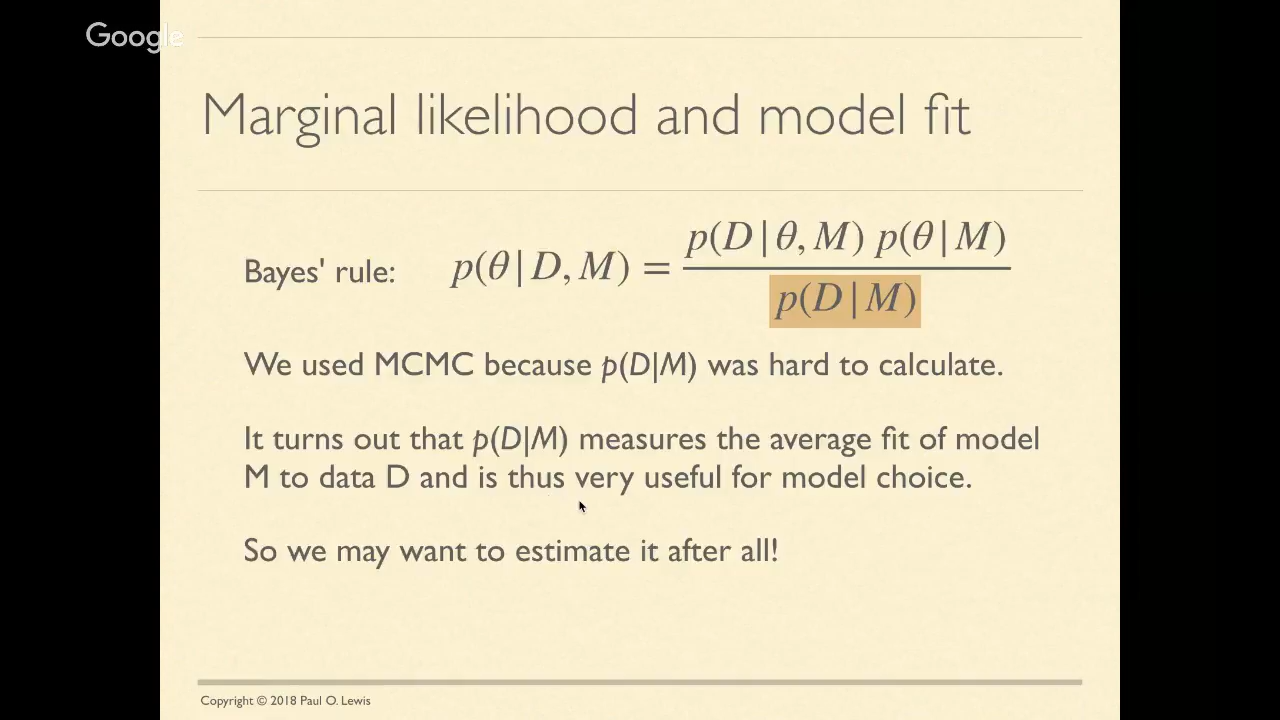 Google
Marginal likelihood and model fit
Bayes' rule: p(θ|D, M) = p(D|θ, M) p(θ|M) / p(D|M)
We used MCMC because p(D|M) was hard to calculate.
It turns out that p(D|M) measures the average fit of model
M to data D and is thus very useful for model choice.
So we may want to estimate it after all!
Copyright © 2018 Paul O. Lewis